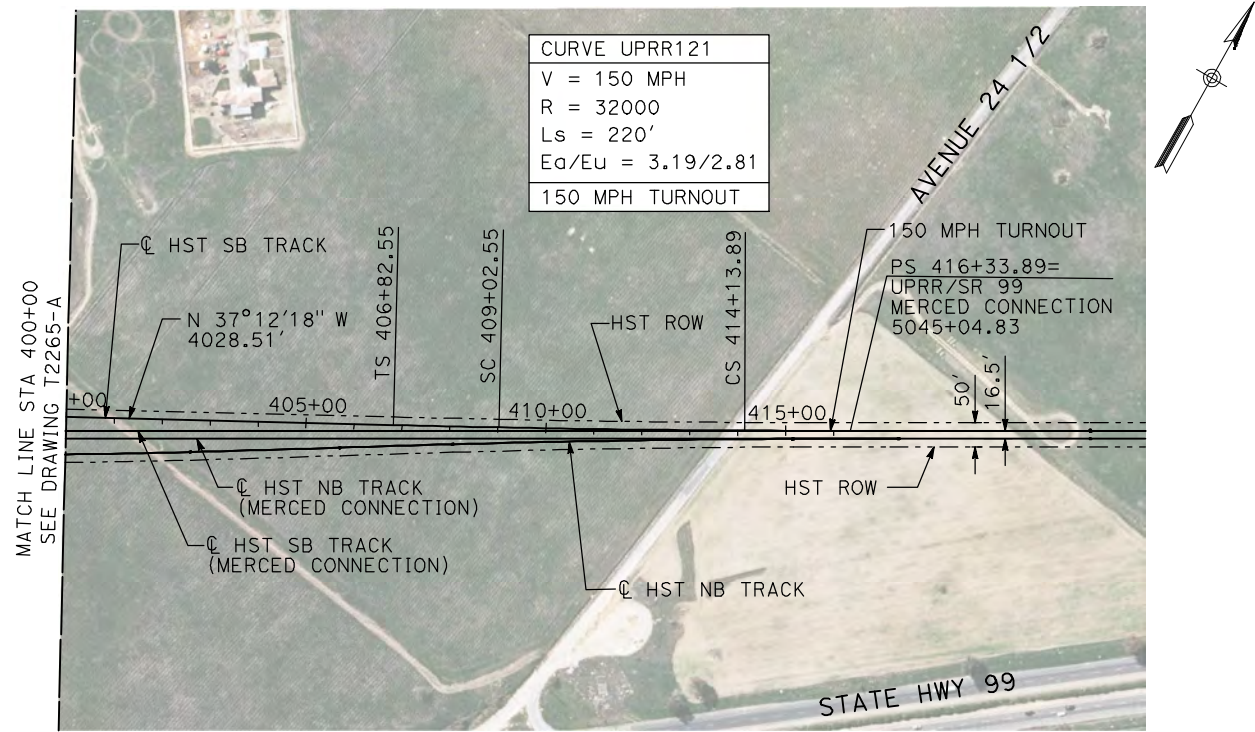 CURVE UPRR121
V = 150 MPH
R = 32000
Ls = 220'
Ea/Eu = 3.19/2.81
150 MPH TURNOUT
AVENUE 24 1/2
℄ HST SB TRACK
N 37°12'18" W
4028.51'
TS 406+82.55
SC 409+02.55
HST ROW
CS 414+13.89
150 MPH TURNOUT
PS 416+33.89=
UPRR/SR 99
MERCED CONNECTION
5045+04.83
50'
16.5'
MATCH LINE STA 400+00
SEE DRAWING T2265-A
+00
405+00
410+00
415+00
℄ HST NB TRACK
(MERCED CONNECTION)
℄ HST SB TRACK
(MERCED CONNECTION)
HST ROW
℄ HST NB TRACK
STATE HWY 99